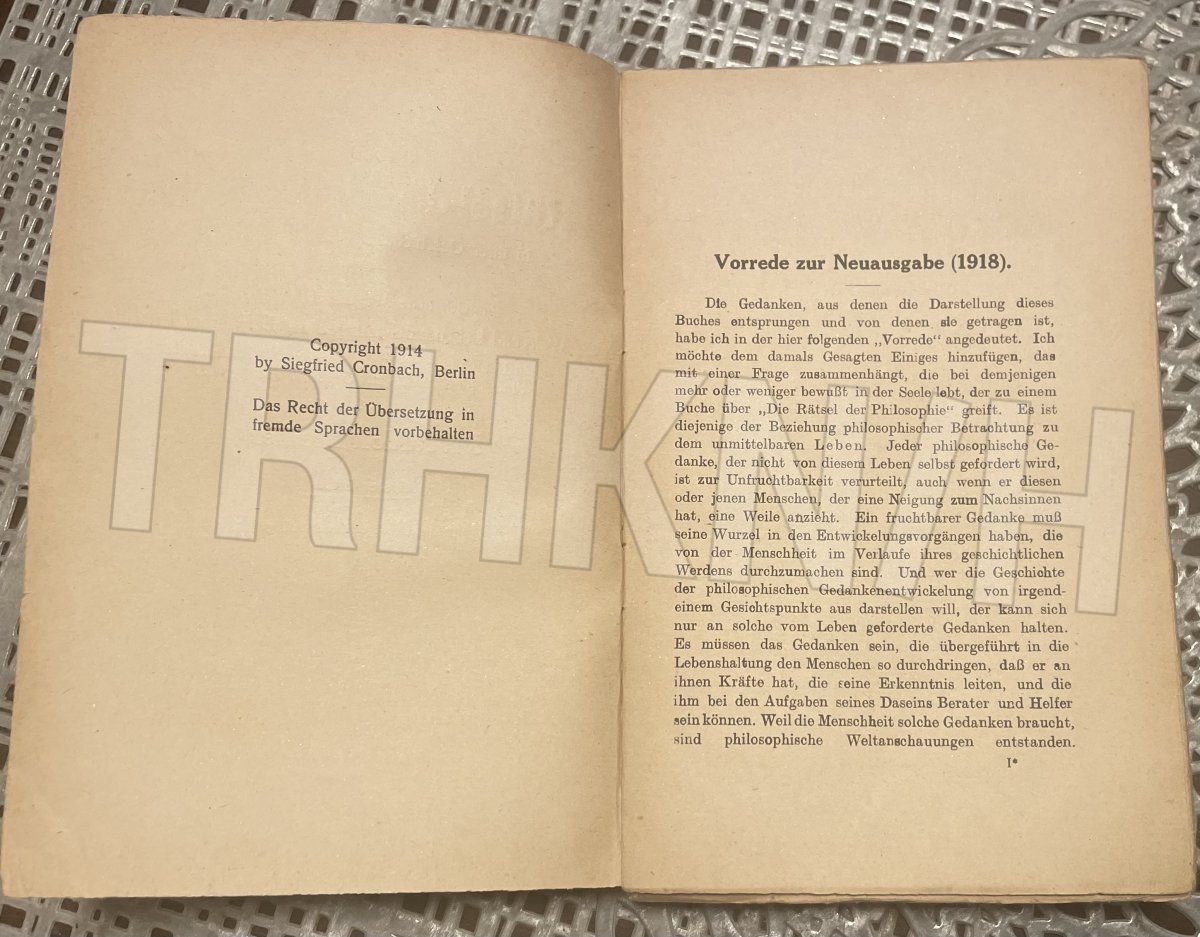 Copyright 1914
by Siegfried Cronbach, Berlin
Das Recht der Übersetzung in
fremde Sprachen vorbehalten
Vorrede zur Neuausgabe (1918).
Die Gedanken, aus denen die Darstellung dieses
Buches entsprungen und von denen sie getragen ist,
habe ich in der hier folgenden „Vorrede“ angedeutet. Ich
möchte dem damals Gesagten Einiges hinzufügen, das
mit einer Frage zusammenhängt, die bei demjenigen
mehr oder weniger bewußt in der Seele lebt, der zu einem
Buche über „Die Rätsel der Philosophie“ greift. Es ist
diejenige der Beziehung philosophischer Betrachtung zu
dem unmittelbaren Leben. Jeder philosophische Ge-
danke, der nicht von diesem Leben selbst gefordert wird,
ist zur Unfruchtbarkeit verurteilt, auch wenn er diesen
oder jenen Menschen, der eine Neigung zum Nachsinnen
hat, eine Weile anzieht. Ein fruchtbarer Gedanke muß
seine Wurzel in den Entwickelungsvorgängen haben, die
von der Menschheit im Verlaufe ihres geschichtlichen
Werdens durchzumachen sind. Und wer die Geschichte
der philosophischen Gedankenentwickelung von irgend-
einem Gesichtspunkte aus darstellen will, der kann sich
nur an solche vom Leben geforderte Gedanken halten.
Es müssen das Gedanken sein, die übergeführt in die
Lebenshaltung den Menschen so durchdringen, daß er an
ihnen Kräfte hat, die seine Erkenntnis leiten, und die
ihm bei den Aufgaben seines Daseins Berater und Helfer
sein können. Weil die Menschheit solche Gedanken braucht,
sind philosophische Weltanschauungen entstanden.
I*
TRHKNVH